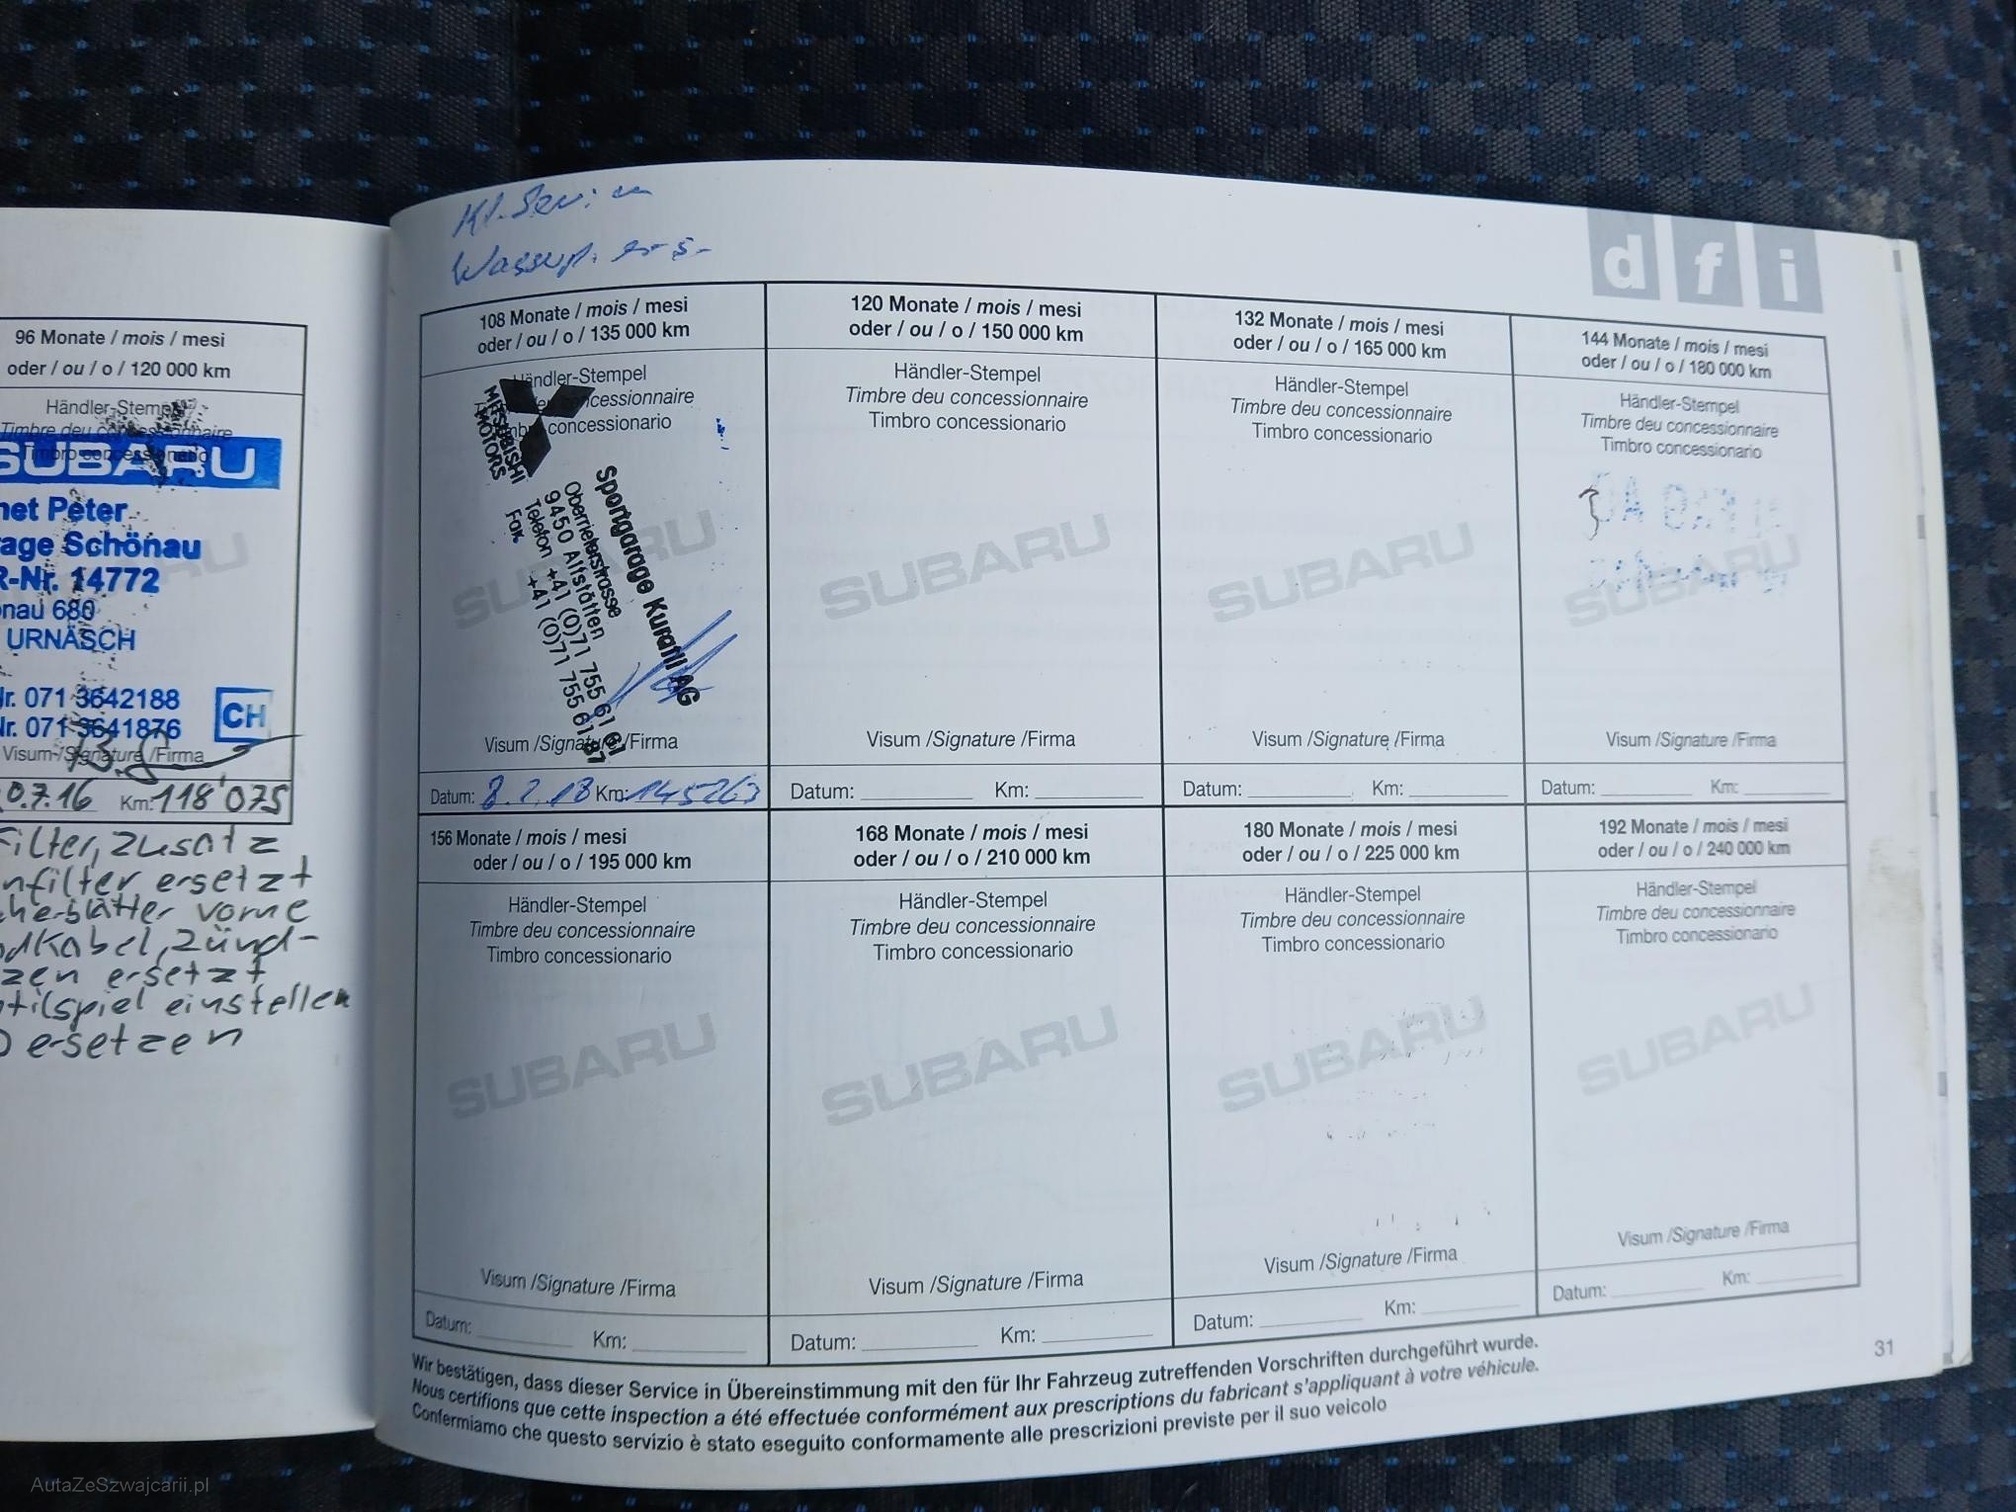 96 Monate / mois / mesi
oder / ou / o / 120 000 km
Händler-Stempel
Timbre deu concessionnaire
Timbro concessionario
SUBARU
net Peter
age Schönau
R-Nr. 14772
nau 680
URNÄSCH
Nr. 071 3642188
Nr. 071 3641876
CH
Visum /Signature /Firma
0.7.16 Km: 118'075
Filter, Zusatz
nfilter ersetzt
herblätter vorne
dkabel, Zünd-
zen ersetzt
ntilspiel einstellen
ersetzen
Kl. Service
d f i
108 Monate / mois / mesi
oder / ou / o / 135 000 km
Händler-Stempel
concessionnaire
concessionario
MITSUBISHI
MOTORS
Sportgarage Kuratli AG
Oberrietstrasse
9450 Altstätten
Telefon +41 (0)71 755 61 61
Fax. +41 (0)71 755 61 67
SUBARU
Visum /Signature /Firma
Datum: 8.2.18 Km: 145263
120 Monate / mois / mesi
oder / ou / o / 150 000 km
Händler-Stempel
Timbre deu concessionnaire
Timbro concessionario
SUBARU
Visum /Signature /Firma
Datum: Km:
132 Monate / mois / mesi
oder / ou / o / 165 000 km
Händler-Stempel
Timbre deu concessionnaire
Timbro concessionario
SUBARU
Visum /Signature /Firma
Datum: Km:
144 Monate / mois / mesi
oder / ou / o / 180 000 km
Händler-Stempel
Timbre deu concessionnaire
Timbro concessionario
SUBARU
Visum /Signature /Firma
Datum: Km:
156 Monate / mois / mesi
oder / ou / o / 195 000 km
Händler-Stempel
Timbre deu concessionnaire
Timbro concessionario
SUBARU
Visum /Signature /Firma
Datum: Km:
168 Monate / mois / mesi
oder / ou / o / 210 000 km
Händler-Stempel
Timbre deu concessionnaire
Timbro concessionario
SUBARU
Visum /Signature /Firma
Datum: Km:
180 Monate / mois / mesi
oder / ou / o / 225 000 km
Händler-Stempel
Timbre deu concessionnaire
Timbro concessionario
SUBARU
Visum /Signature /Firma
Datum: Km:
192 Monate / mois / mesi
oder / ou / o / 240 000 km
Händler-Stempel
Timbre deu concessionnaire
Timbro concessionario
SUBARU
Visum /Signature /Firma
Datum: Km:
Wir bestätigen, dass dieser Service in Übereinstimmung mit den für Ihr Fahrzeug zutreffenden Vorschriften durchgeführt wurde.
Nous certifions que cette inspection a été effectuée conformément aux prescriptions du fabricant s'appliquant à votre véhicule.
Confermiamo che questo servizio è stato eseguito conformamente alle prescrizioni previste per il suo veicolo
31
AutaZeSzwajcarii.pl